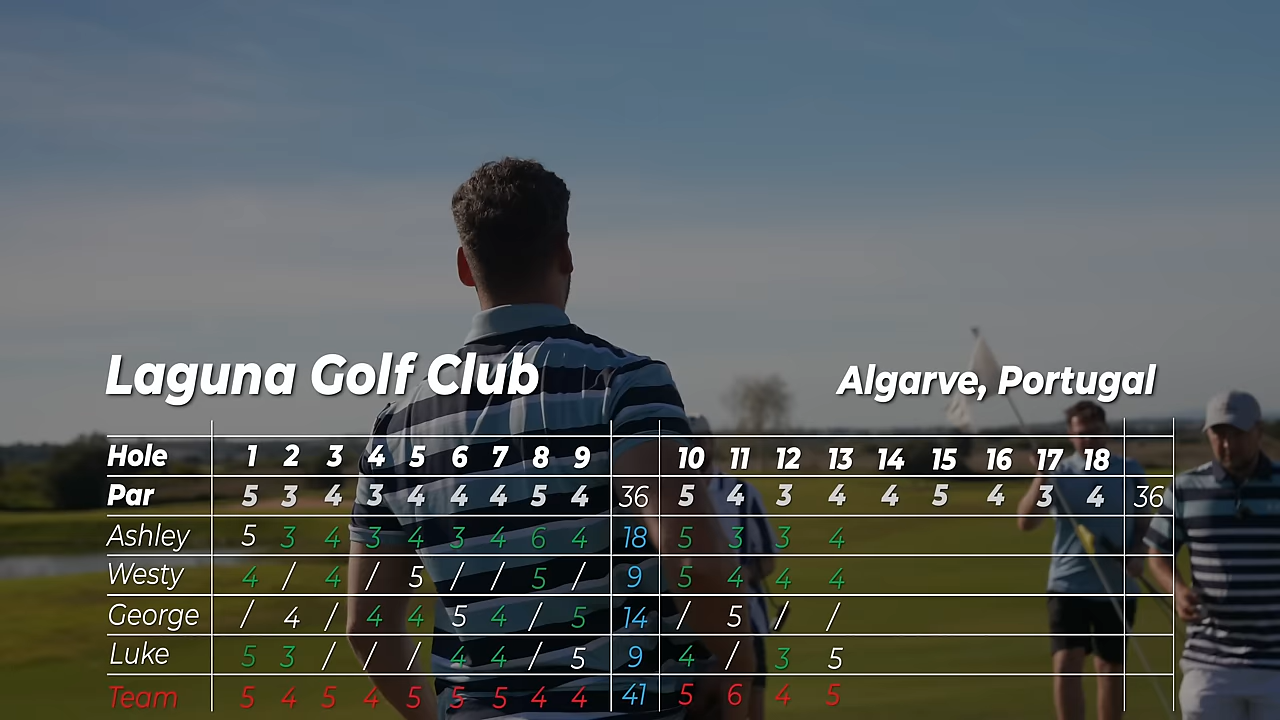 Laguna Golf Club Algarve, Portugal
Hole 1 2 3 4 5 6 7 8 9 10 11 12 13 14 15 16 17 18
Par 5 3 4 3 4 4 4 5 4 36 5 4 3 4 4 5 4 3 4 36
Ashley 5 3 4 3 4 3 4 6 4 18 5 3 3 4
Westy 4 / 4 / 5 / / 5 / 9 5 4 4 4
George / 4 / 4 4 5 4 / 5 14 / 5 / /
Luke 5 3 / / / 4 4 / 5 9 4 / 3 5
Team 5 4 5 4 5 5 5 4 4 41 5 6 4 5